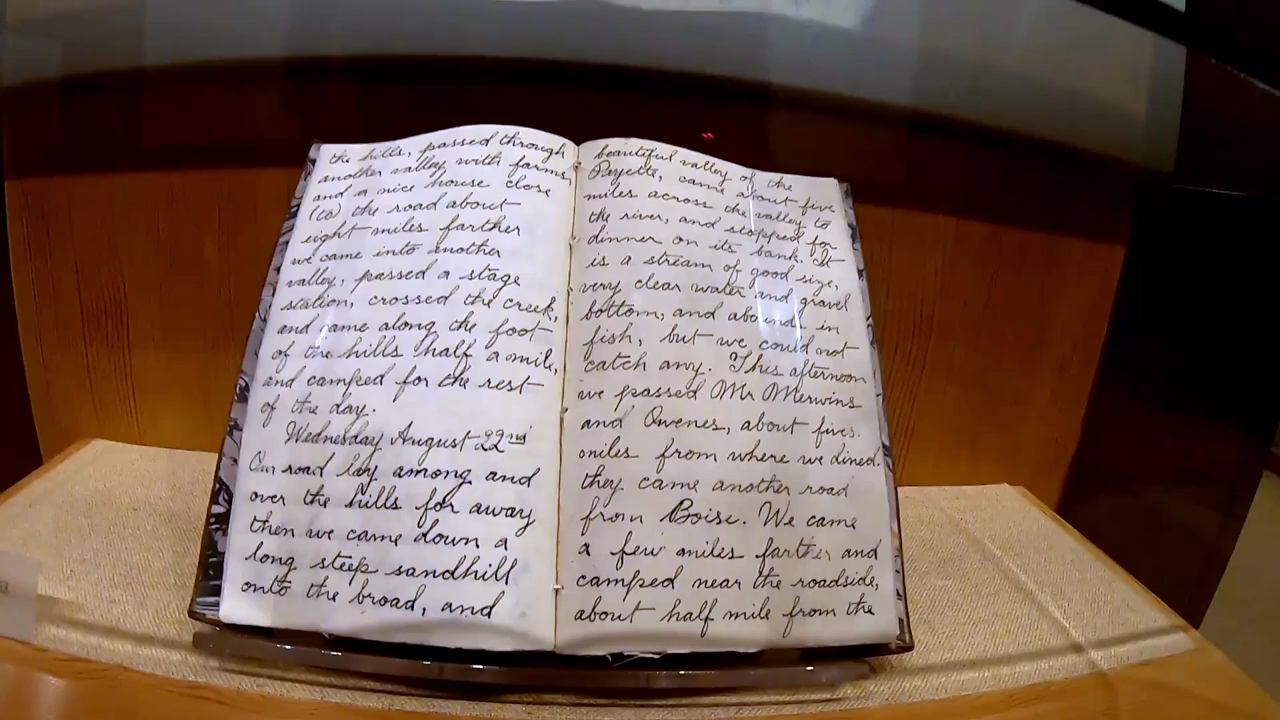 the hills, passed through
another valley with farms
and a nice house close
(to) the road about
eight miles farther
we came into another
valley, passed a stage
station, crossed the creek,
and came along the foot
of the hills half a mile,
and camped for the rest
of the day.
Wednesday August 22nd
Our road lay among and
over the hills for away
then we came down a
long steep sandhill
onto the broad, and
beautiful valley of the
Payette, came about five
miles across the valley to
the river, and stopped for
dinner on its bank. It
is a stream of good size,
very clear water and gravel
bottom, and abounds in
fish, but we could not
catch any. This afternoon
we passed Mr Merwins
and Owenes, about fives.
miles from where we dined.
they came another road
from Boise. We came
a few miles farther and
camped near the roadside,
about half mile from the